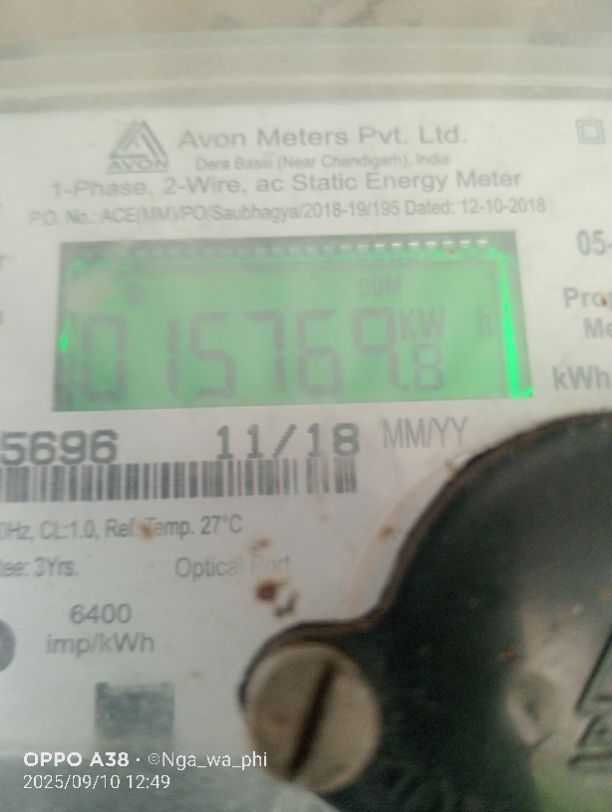 AVON
Avon Meters Pvt. Ltd.
Dera Bassi (Near Chandigarh), India
1-Phase, 2-Wire, ac Static Energy Meter
P.O. No.: ACE(MM)/PO/Saubhagya/2018-19/195 Dated: 12-10-2018
05-
CUM
015769.8 KW h
kWh
5696 11/18 MM/YY
0Hz, CL:1.0, Ref. Temp. 27°C
3Yrs. Optical Port
6400
imp/kWh
OPPO A38 · ©Nga_wa_phi
2025/09/10 12:49